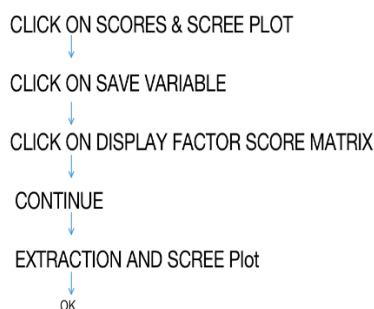 CLICK ON SCORES & SCREE PLOT
CLICK ON SAVE VARIABLE
CLICK ON DISPLAY FACTOR SCORE MATRIX
CONTINUE
EXTRACTION AND SCREE Plot
OK